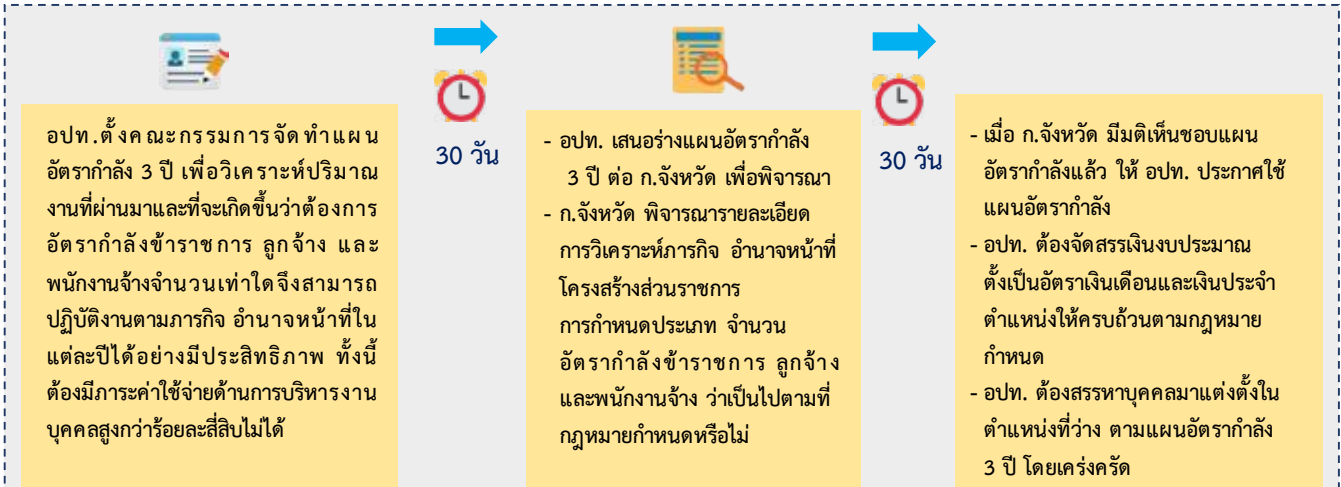 อปท.ตั้งคณะกรรมการจัดทำแผน
อัตรากำลัง 3 ปี เพื่อวิเคราะห์ปริมาณ
งานที่ผ่านมาและที่จะเกิดขึ้นว่าต้องการ
อัตรากำลังข้าราชการ ลูกจ้าง และ
พนักงานจ้างจำนวนเท่าใดจึงสามารถ
ปฏิบัติงานตามภารกิจ อำนาจหน้าที่ใน
แต่ละปีได้อย่างมีประสิทธิภาพ ทั้งนี้
ต้องมีภาระค่าใช้จ่ายด้านการบริหารงาน
บุคคลสูงกว่าร้อยละสี่สิบไม่ได้
30 วัน
- อปท. เสนอร่างแผนอัตรากำลัง
3 ปี ต่อ ก.จังหวัด เพื่อพิจารณา
- ก.จังหวัด พิจารณารายละเอียด
การวิเคราะห์ภารกิจ อำนาจหน้าที่
โครงสร้างส่วนราชการ
การกำหนดประเภท จำนวน
อัตรากำลังข้าราชการ ลูกจ้าง
และพนักงานจ้าง ว่าเป็นไปตามที่
กฎหมายกำหนดหรือไม่
30 วัน
- เมื่อ ก.จังหวัด มีมติเห็นชอบแผน
อัตรากำลังแล้ว ให้ อปท. ประกาศใช้
แผนอัตรากำลัง
- อปท. ต้องจัดสรรเงินงบประมาณ
ตั้งเป็นอัตราเงินเดือนและเงินประจำ
ตำแหน่งให้ครบถ้วนตามกฎหมาย
กำหนด
- อปท. ต้องสรรหาบุคคลมาแต่งตั้งใน
ตำแหน่งที่ว่าง ตามแผนอัตรากำลัง
3 ปี โดยเคร่งครัด